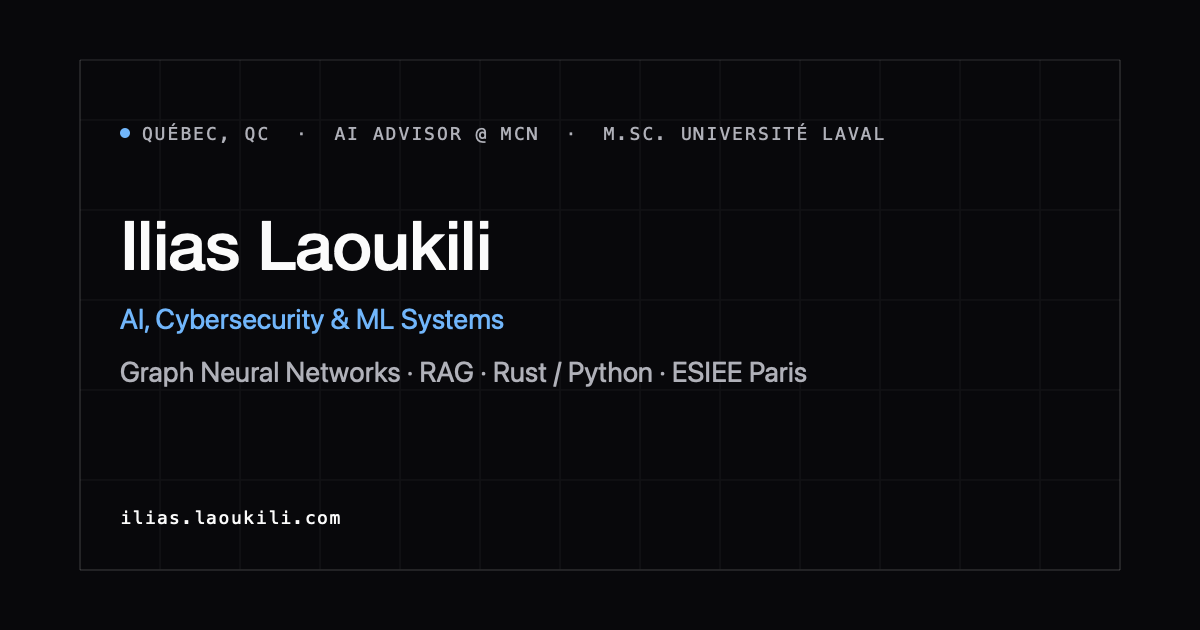 QUÉBEC, QC · AI ADVISOR @ MCN · M.SC. UNIVERSITÉ LAVAL
Ilias Laoukili
AI, Cybersecurity & ML Systems
Graph Neural Networks · RAG · Rust / Python · ESIEE Paris
ilias.laoukili.com